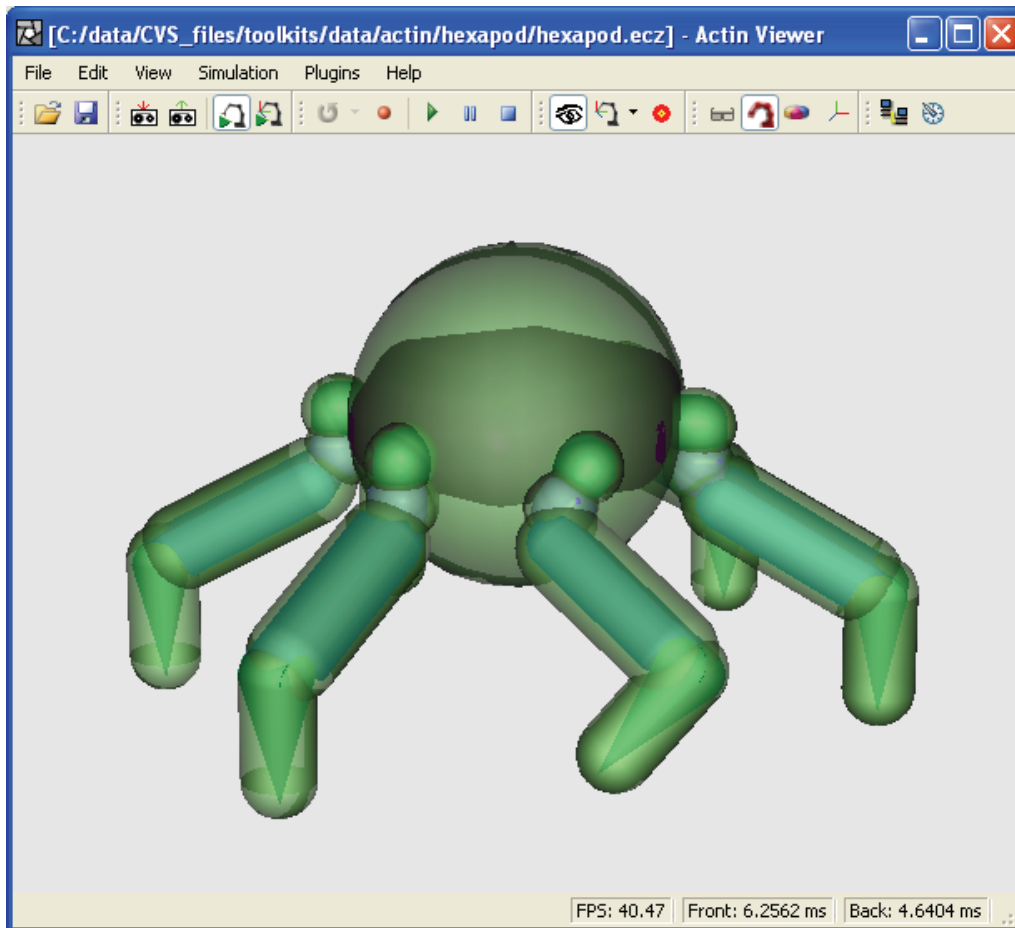 [C:/data/CVS_files/toolkits/data/actin/hexapod/hexapod.ecz] - Actin Viewer
File Edit View Simulation Plugins Help
FPS: 40.47 Front: 6.2562 ms Back: 4.6404 ms